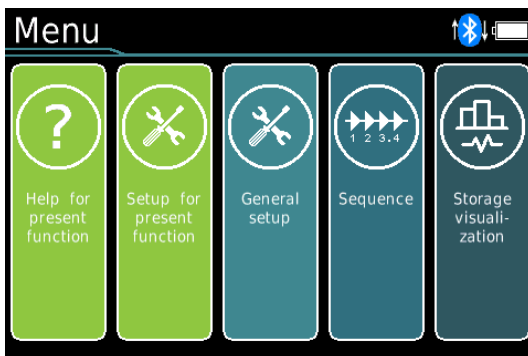 Menu
?
1 2 3.4
Help for
present
function
Setup for
present
function
General
setup
Sequence
Storage
visuali-
zation